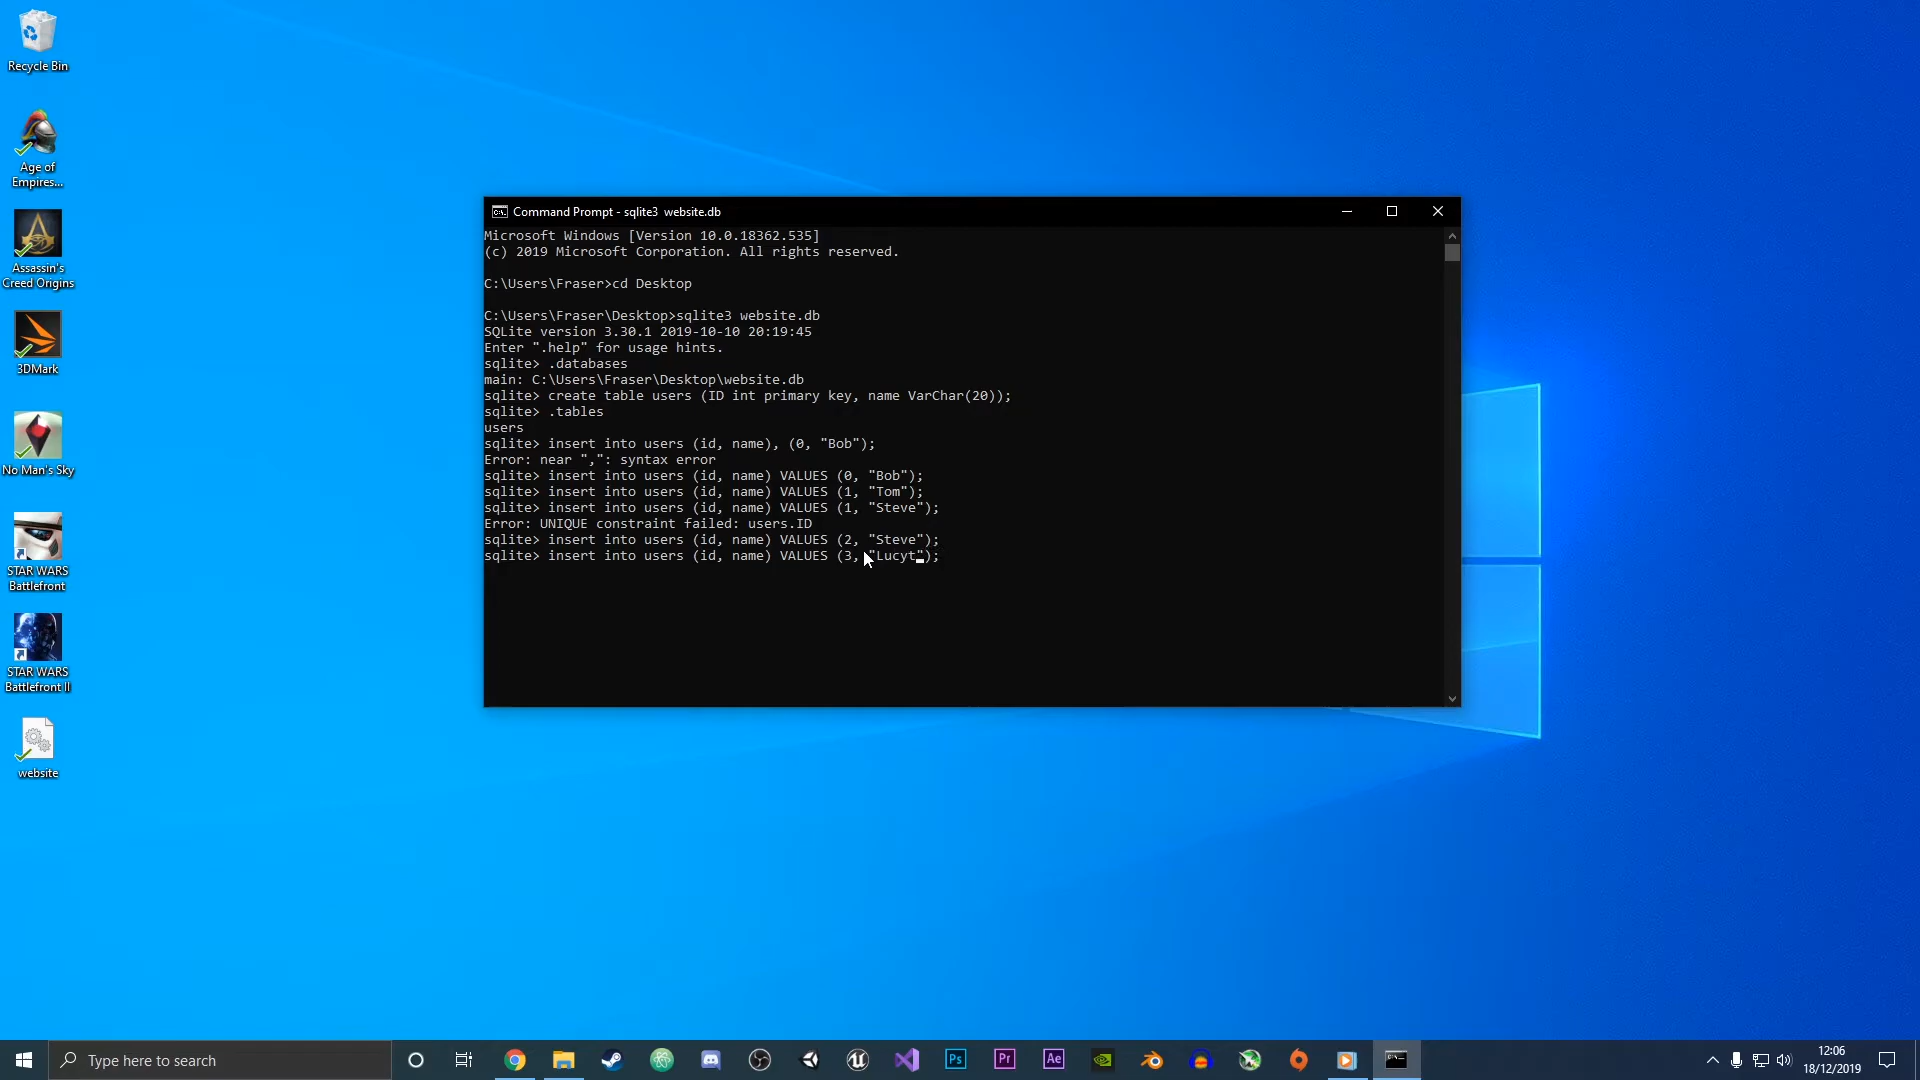 Recycle Bin
Age of
Empires...
Assassin's
Creed Origins
3DMark
No Man's Sky
STAR WARS
Battlefront
STAR WARS
Battlefront II
website
Command Prompt - sqlite3  website.db
Microsoft Windows [Version 10.0.18362.535]
(c) 2019 Microsoft Corporation. All rights reserved.
C:\Users\Fraser>cd Desktop
C:\Users\Fraser\Desktop>sqlite3 website.db
SQLite version 3.30.1 2019-10-10 20:19:45
Enter ".help" for usage hints.
sqlite> .databases
main: C:\Users\Fraser\Desktop\website.db
sqlite> create table users (ID int primary key, name VarChar(20));
sqlite> .tables
users
sqlite> insert into users (id, name), (0, "Bob");
Error: near ",": syntax error
sqlite> insert into users (id, name) VALUES (0, "Bob");
sqlite> insert into users (id, name) VALUES (1, "Tom");
sqlite> insert into users (id, name) VALUES (1, "Steve");
Error: UNIQUE constraint failed: users.ID
sqlite> insert into users (id, name) VALUES (2, "Steve");
sqlite> insert into users (id, name) VALUES (3, "Lucyt");
Type here to search
Ps
Pr
Ae
12:06
18/12/2019